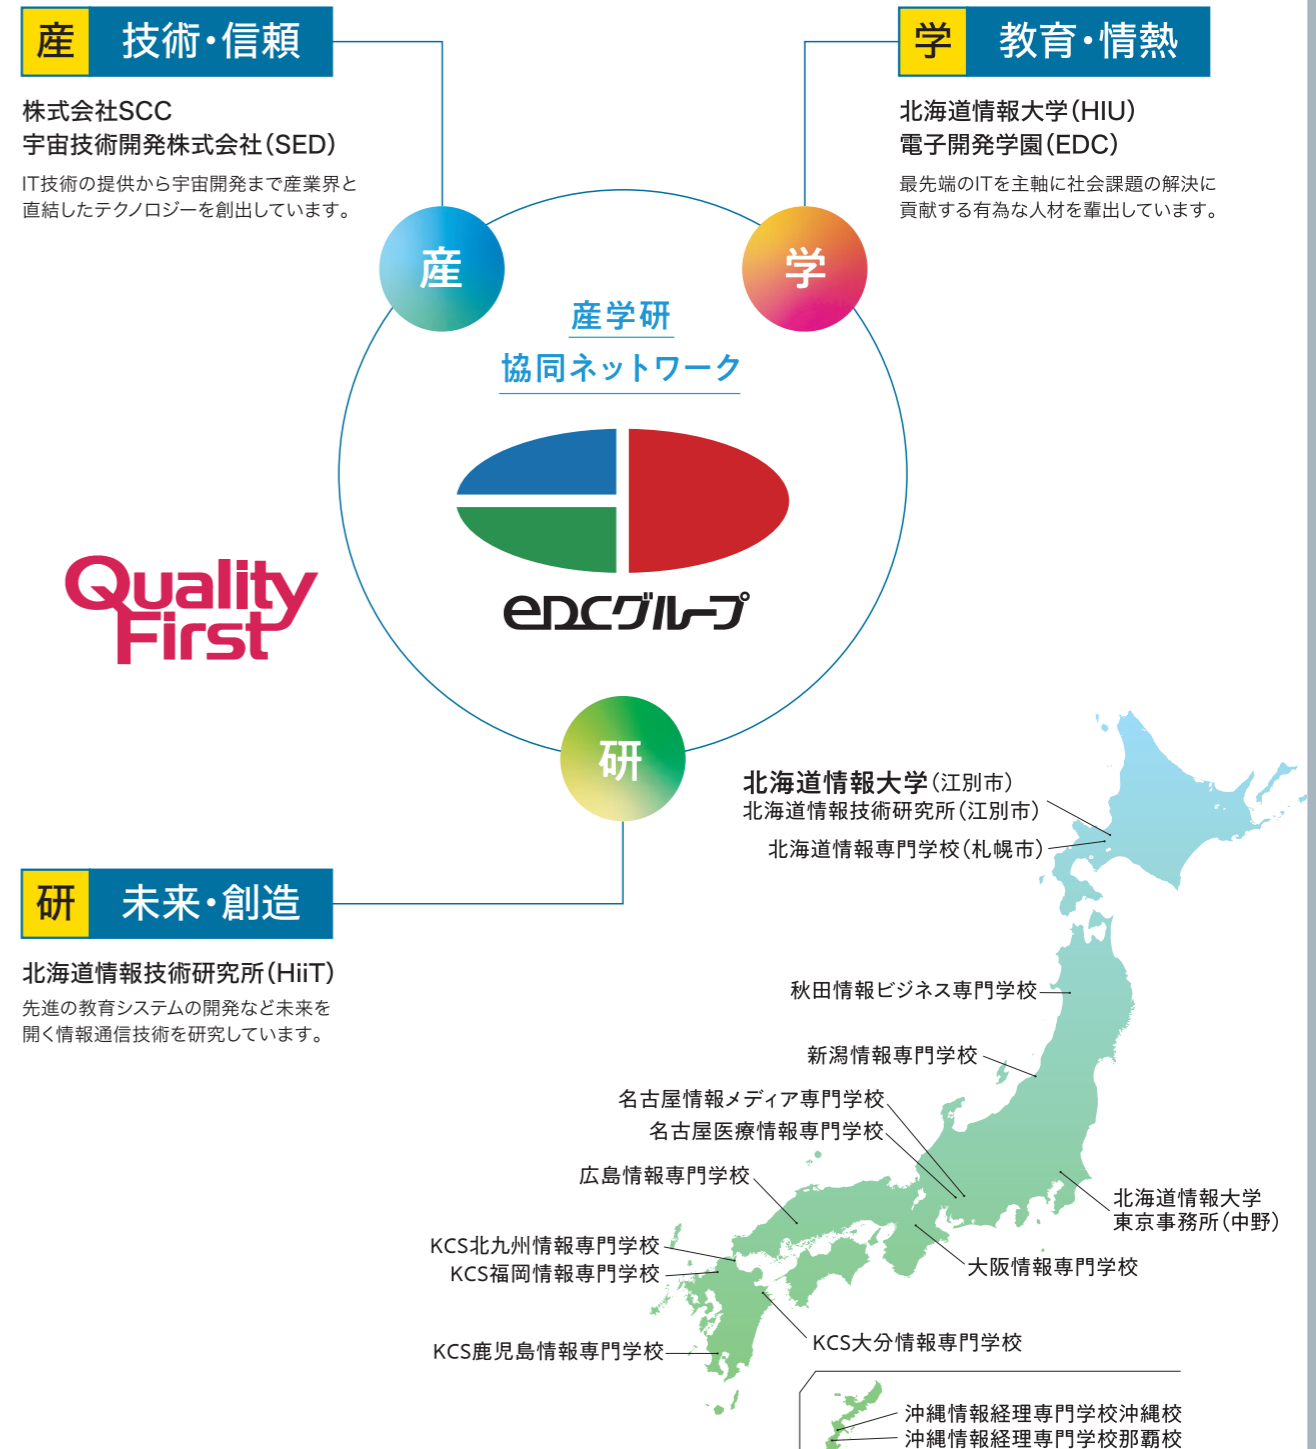 産 技術・信頼
株式会社SCC
宇宙技術開発株式会社(SED)
IT技術の提供から宇宙開発まで産業界と
直結したテクノロジーを創出しています。
学 教育・情熱
北海道情報大学(HIU)
電子開発学園(EDC)
最先端のITを主軸に社会課題の解決に
貢献する有為な人材を輩出しています。
産
学
産学研
協同ネットワーク
eDCグループ
Quality
First
研
研 未来・創造
北海道情報技術研究所(HiiT)
先進の教育システムの開発など未来を
開く情報通信技術を研究しています。
北海道情報大学(江別市)
北海道情報技術研究所(江別市)
北海道情報専門学校(札幌市)
秋田情報ビジネス専門学校
新潟情報専門学校
名古屋情報メディア専門学校
名古屋医療情報専門学校
広島情報専門学校
北海道情報大学
東京事務所(中野)
KCS北九州情報専門学校
KCS福岡情報専門学校
大阪情報専門学校
KCS大分情報専門学校
KCS鹿児島情報専門学校
沖縄情報経理専門学校沖縄校
沖縄情報経理専門学校那覇校